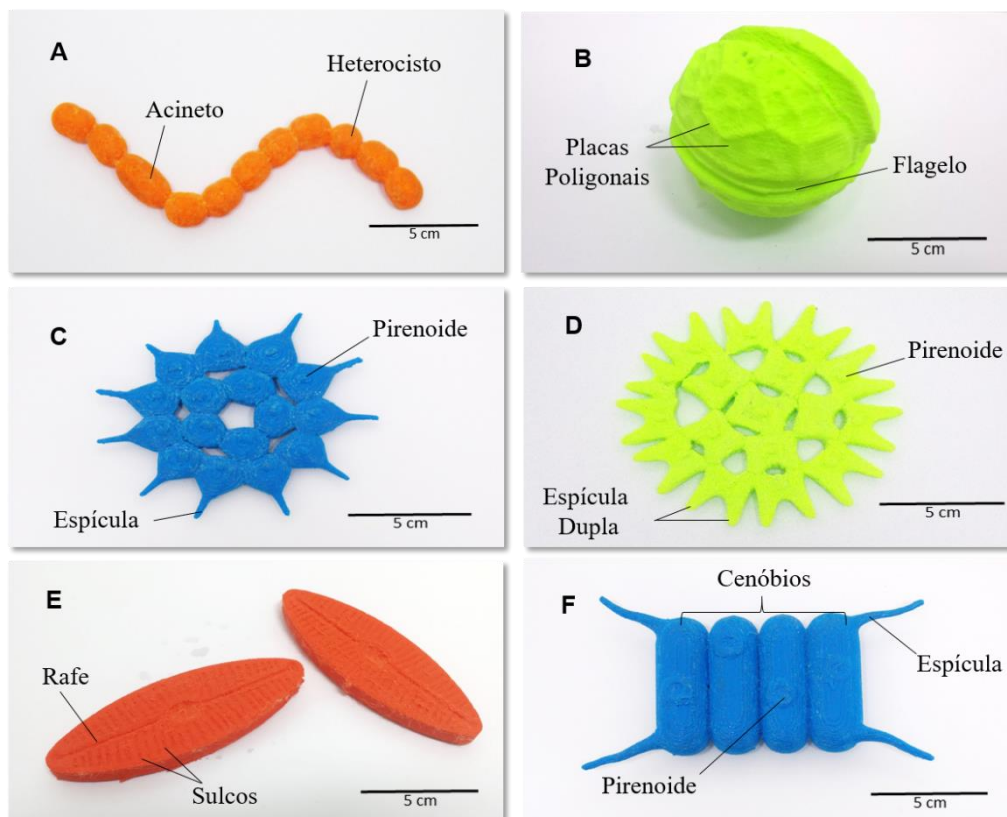 A
Heterocisto
Acineto
5 cm
B
Placas
Poligonais
Flagelo
5 cm
C
Pirenoide
Espícula
5 cm
D
Pirenoide
Espícula
Dupla
5 cm
E
Rafe
Sulcos
5 cm
F
Cenóbios
Espícula
Pirenoide
5 cm